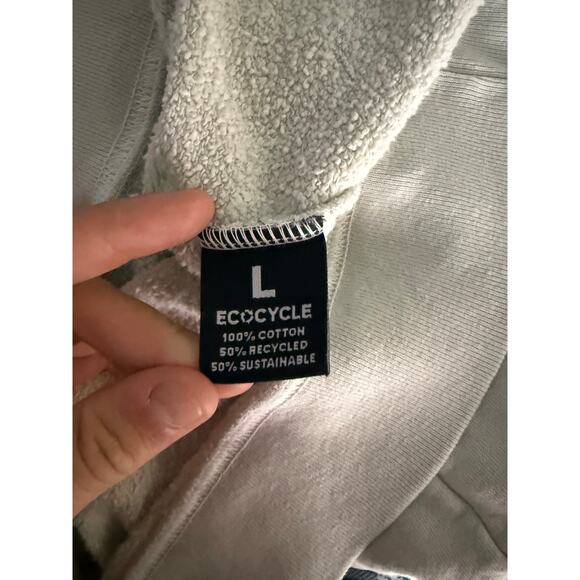 L
ECOCYCLE
100% COTTON
50% RECYCLED
50% SUSTAINABLE